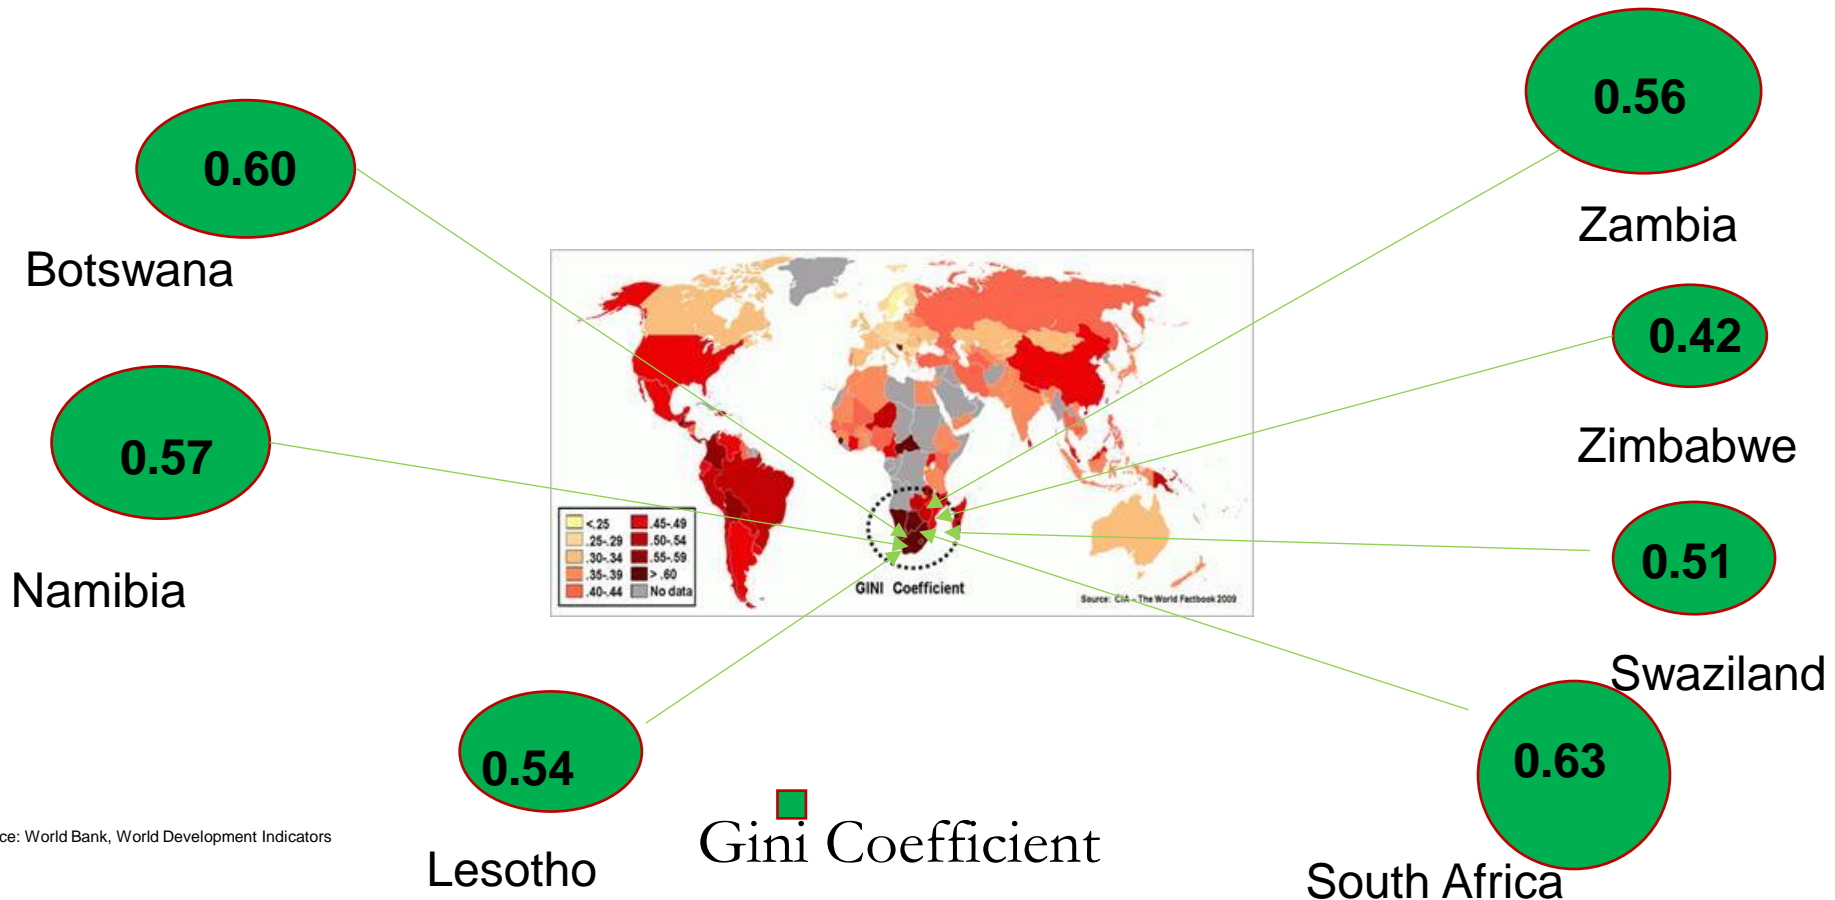 0.56
Zambia
0.60
Botswana
0.42
Zimbabwe
0.57
Namibia
<.25 .45-.49
.25-.29 .50-.54
.30-.34 .55-.59
.35-.39 > .60
.40-.44 No data
GINI Coefficient
Source: CIA - The World Factbook 2009
0.51
Swaziland
0.54
Lesotho
0.63
South Africa
Gini Coefficient
ce: World Bank, World Development Indicators